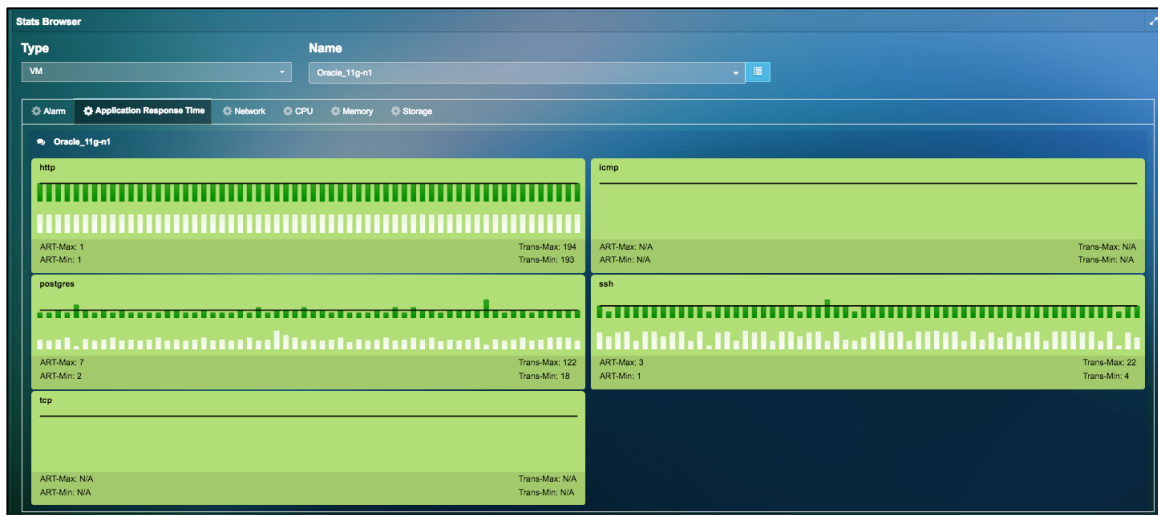 Stats Browser
Type Name
VM Oracle_11g-n1
Alarm Application Response Time Network CPU Memory Storage
Oracle_11g-n1
http
ART-Max: 1 Trans-Max: 194
ART-Min: 1 Trans-Min: 193
icmp
ART-Max: N/A Trans-Max: N/A
ART-Min: N/A Trans-Min: N/A
postgres
ART-Max: 7 Trans-Max: 122
ART-Min: 2 Trans-Min: 18
ssh
ART-Max: 3 Trans-Max: 22
ART-Min: 1 Trans-Min: 4
tcp
ART-Max: N/A Trans-Max: N/A
ART-Min: N/A Trans-Min: N/A